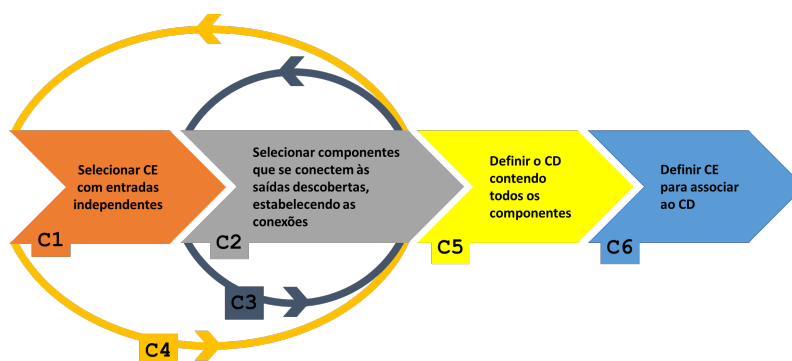 Selecionar CE
com entradas
independentes
C1
Selecionar componentes
que se conectem às
saídas descobertas,
estabelecendo as
conexões
C2
C3
C4
Definir o CD
contendo
todos os
componentes
C5
Definir CE
para associar
ao CD
C6